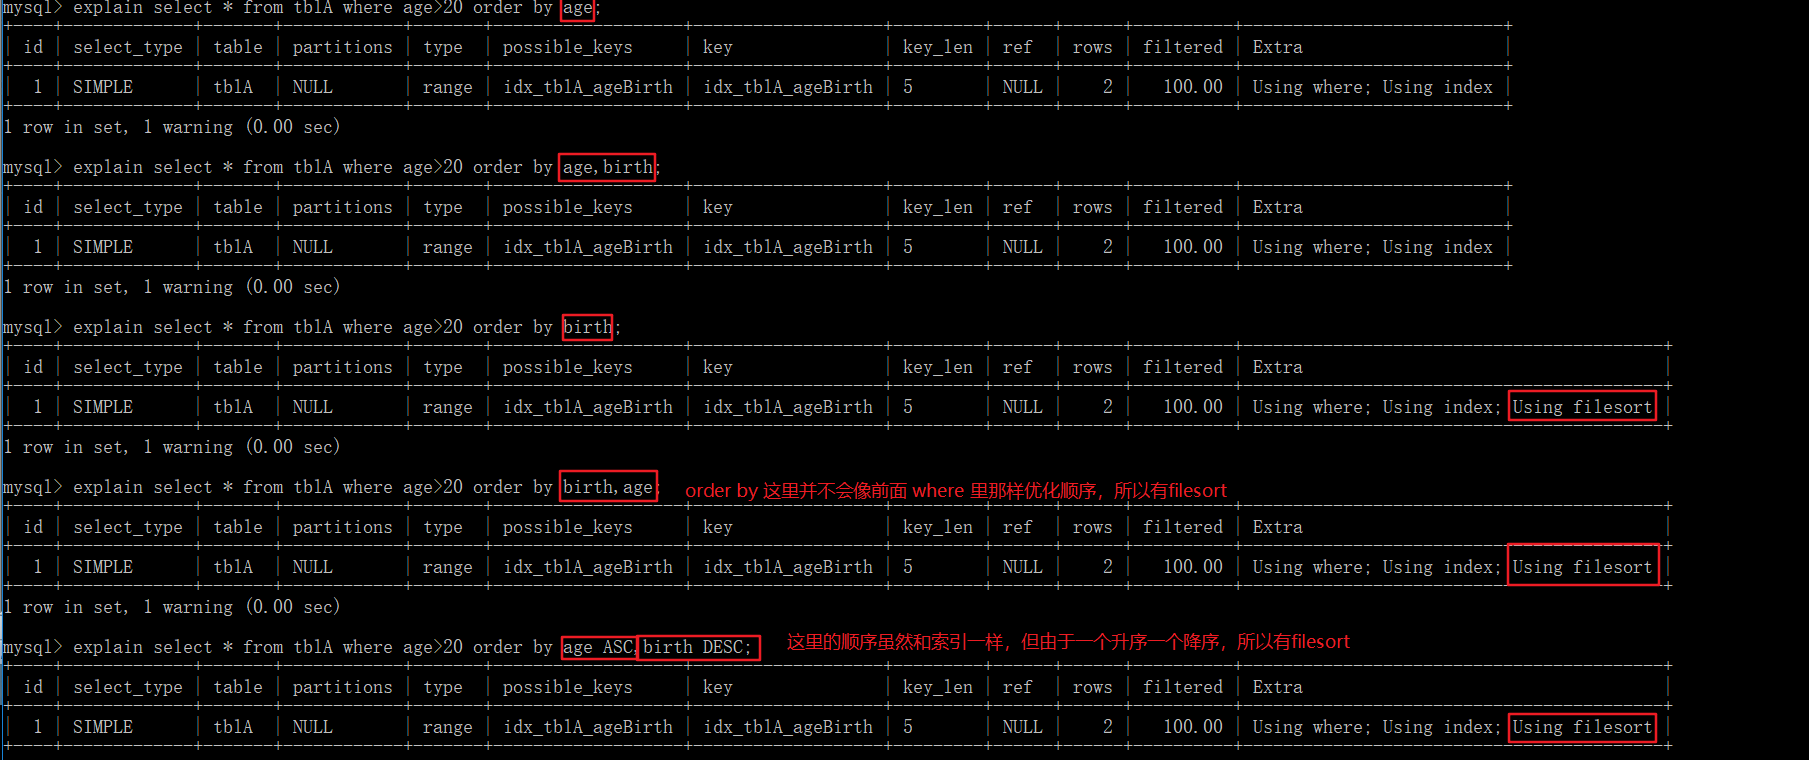 mysql> explain select * from tblA where age>20 order by age;
| id | select_type | table | partitions | type | possible_keys | key | key_len | ref | rows | filtered | Extra |
| 1 | SIMPLE | tblA | NULL | range | idx_tblA_ageBirth | idx_tblA_ageBirth | 5 | NULL | 2 | 100.00 | Using where; Using index |
1 row in set, 1 warning (0.00 sec)
mysql> explain select * from tblA where age>20 order by age,birth;
| id | select_type | table | partitions | type | possible_keys | key | key_len | ref | rows | filtered | Extra |
| 1 | SIMPLE | tblA | NULL | range | idx_tblA_ageBirth | idx_tblA_ageBirth | 5 | NULL | 2 | 100.00 | Using where; Using index |
1 row in set, 1 warning (0.00 sec)
mysql> explain select * from tblA where age>20 order by birth;
| id | select_type | table | partitions | type | possible_keys | key | key_len | ref | rows | filtered | Extra |
| 1 | SIMPLE | tblA | NULL | range | idx_tblA_ageBirth | idx_tblA_ageBirth | 5 | NULL | 2 | 100.00 | Using where; Using index; Using filesort |
1 row in set, 1 warning (0.00 sec)
mysql> explain select * from tblA where age>20 order by birth,age; order by 这里并不会像前面 where 里那样优化顺序，所以有filesort
| id | select_type | table | partitions | type | possible_keys | key | key_len | ref | rows | filtered | Extra |
| 1 | SIMPLE | tblA | NULL | range | idx_tblA_ageBirth | idx_tblA_ageBirth | 5 | NULL | 2 | 100.00 | Using where; Using index; Using filesort |
1 row in set, 1 warning (0.00 sec)
mysql> explain select * from tblA where age>20 order by age ASC,birth DESC; 这里的顺序虽然和索引一样，但由于一个升序一个降序，所以有filesort
| id | select_type | table | partitions | type | possible_keys | key | key_len | ref | rows | filtered | Extra |
| 1 | SIMPLE | tblA | NULL | range | idx_tblA_ageBirth | idx_tblA_ageBirth | 5 | NULL | 2 | 100.00 | Using where; Using index; Using filesort |